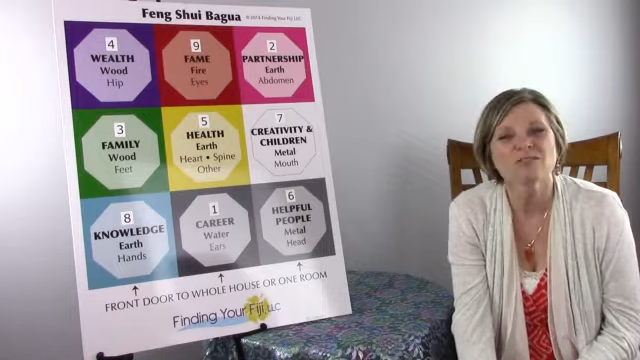 Feng Shui Bagua © 2014 Finding Your Fiji LLC
4
WEALTH
Wood
Hip
9
FAME
Fire
Eyes
2
PARTNERSHIP
Earth
Abdomen
3
FAMILY
Wood
Feet
5
HEALTH
Earth
Heart • Spine
Other
7
CREATIVITY &
CHILDREN
Metal
Mouth
8
KNOWLEDGE
Earth
Hands
1
CAREER
Water
Ears
6
HELPFUL
PEOPLE
Metal
Head
FRONT DOOR TO WHOLE HOUSE OR ONE ROOM
Finding Your Fiji LLC